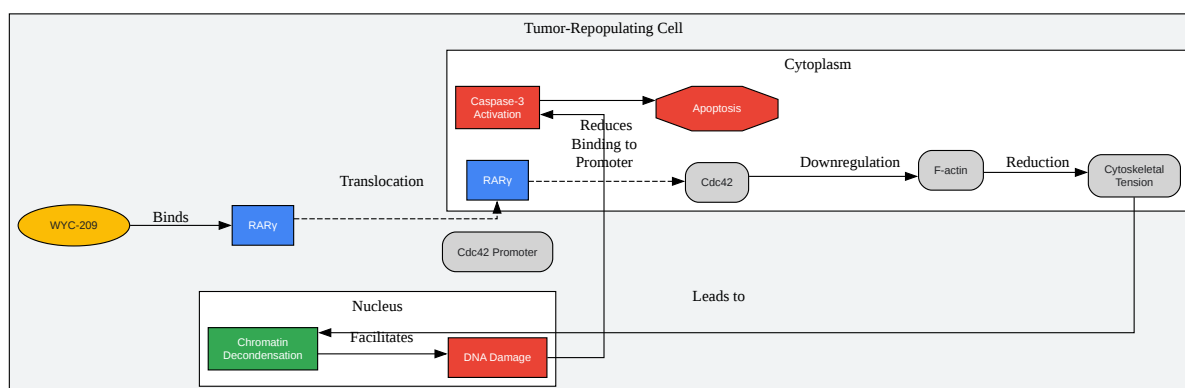 Tumor-Repopulating Cell
Cytoplasm
Caspase-3
Activation
Apoptosis
Reduces
Binding to
Promoter
Translocation
RARγ
Cdc42
Downregulation
F-actin
Reduction
Cytoskeletal
Tension
WYC-209
Binds
RARγ
Cdc42 Promoter
Leads to
Nucleus
Chromatin
Decondensation
Facilitates
DNA Damage